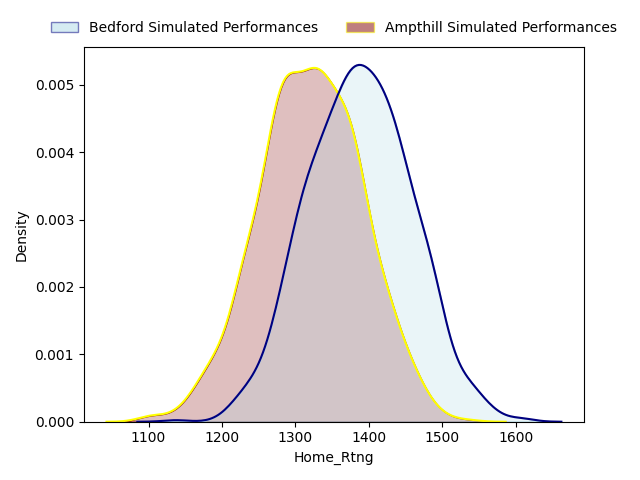 Bedford Simulated Performances
Ampthill Simulated Performances
0.005
0.004
0.003
0.002
0.001
0.000
Density
1100 1200 1300 1400 1500 1600
Home_Rtng